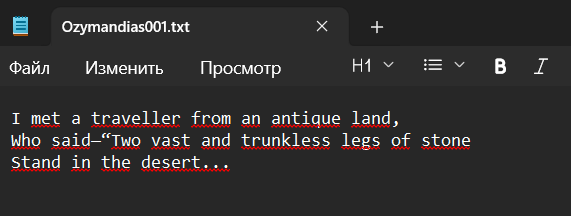 Ozymandias001.txt
Файл Изменить Просмотр H1 B I
I met a traveller from an antique land,
Who said—“Two vast and trunkless legs of stone
Stand in the desert...